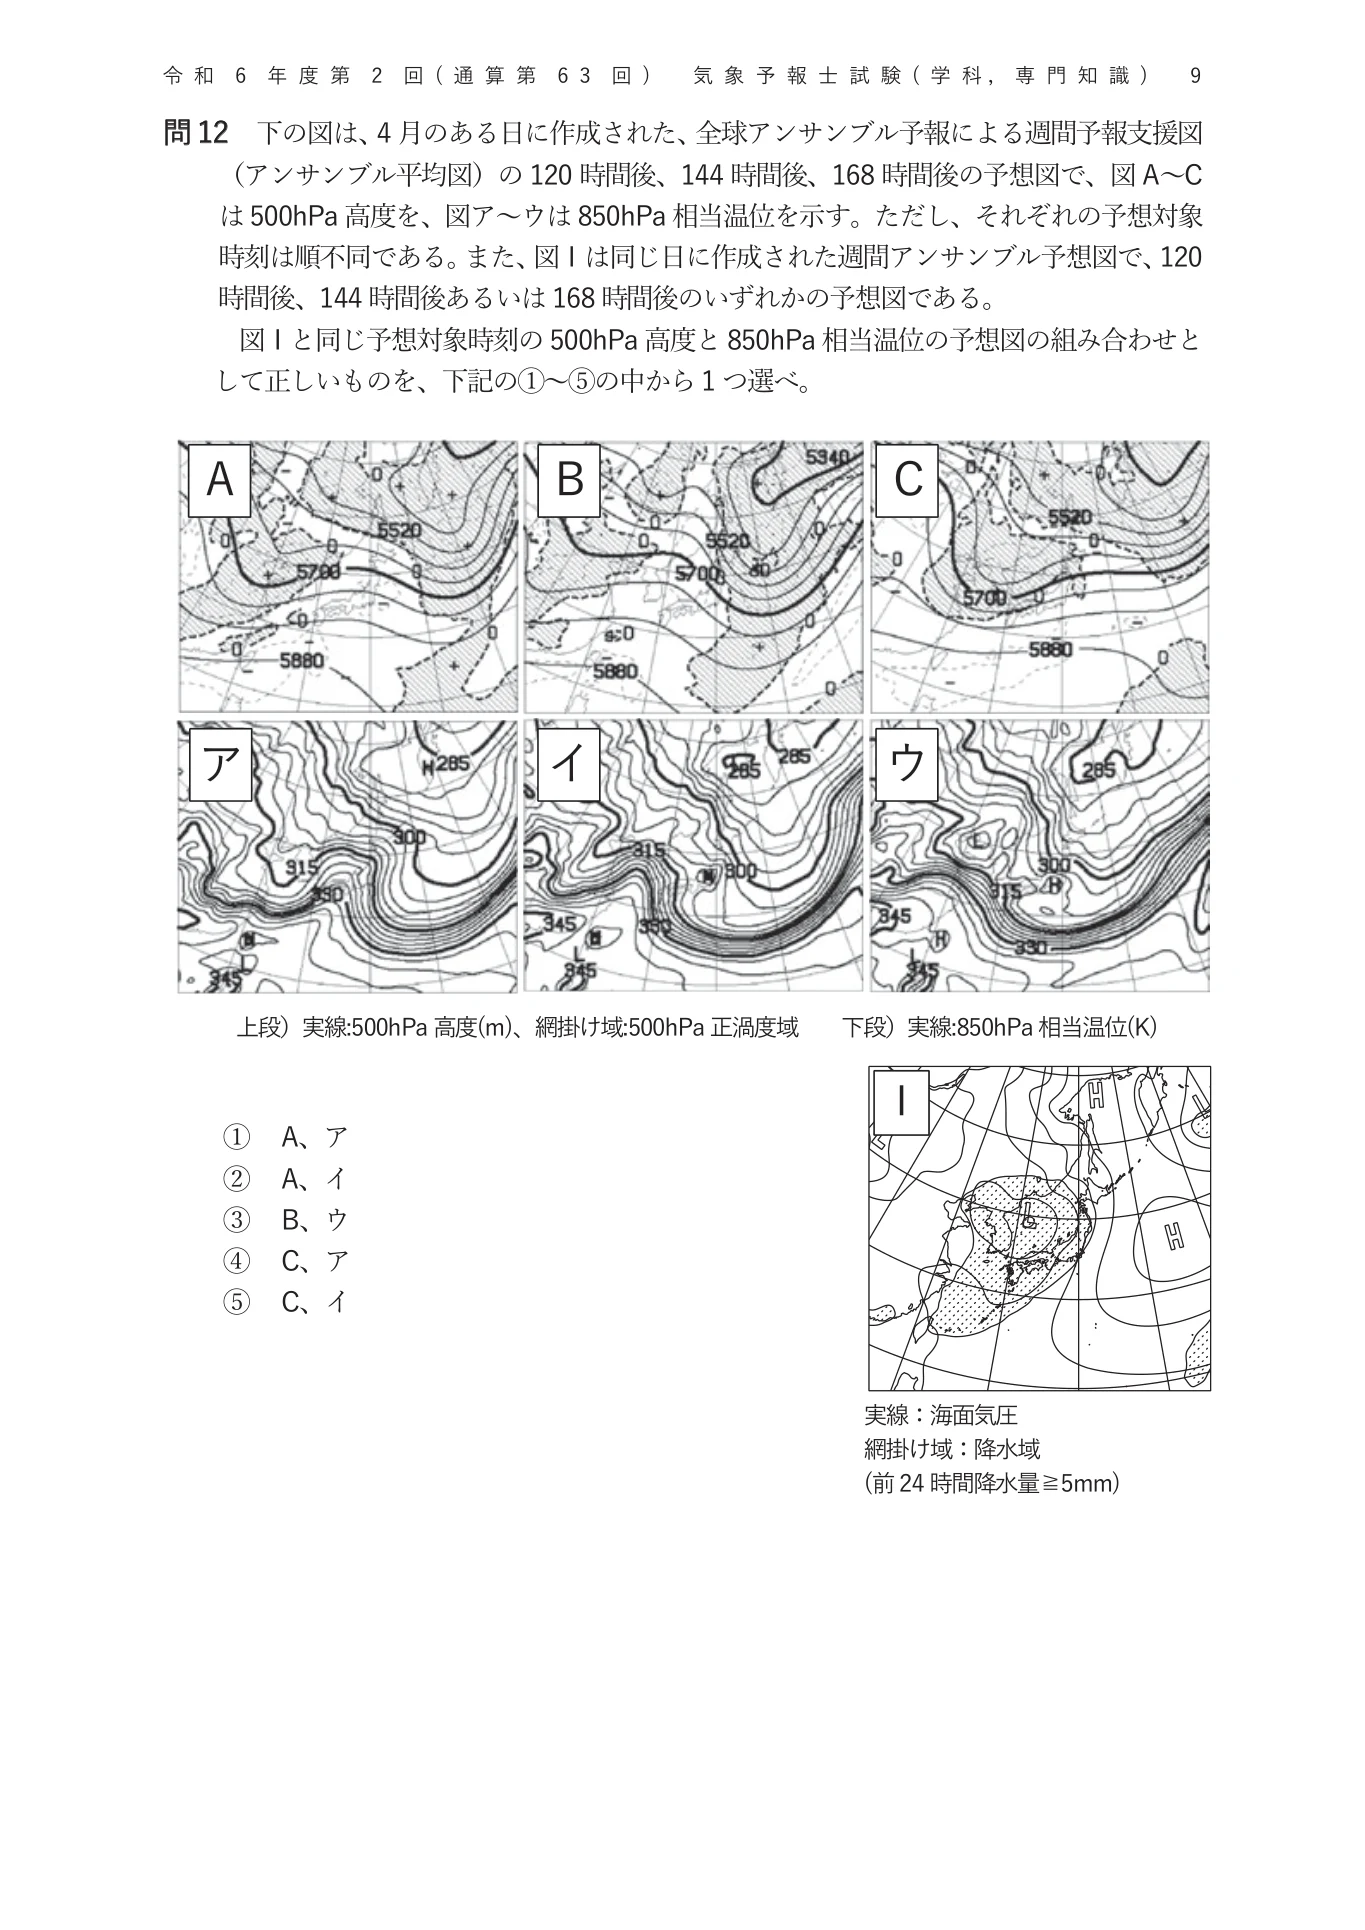 令和6年度第2回(通算第63回) 気象予報士試験(学科, 専門知識) 9
問12 下の図は、4月のある日に作成された、全球アンサンブル予報による週間予報支援図
(アンサンブル平均図)の120時間後、144時間後、168時間後の予想図で、図A〜C
は500hPa高度を、図ア〜ウは850hPa相当温位を示す。ただし、それぞれの予想対象
時刻は順不同である。また、図Iは同じ日に作成された週間アンサンブル予想図で、120
時間後、144時間後あるいは168時間後のいずれかの予想図である。
図Iと同じ予想対象時刻の500hPa高度と850hPa相当温位の予想図の組み合わせと
して正しいものを、下記の①〜⑤の中から1つ選べ。
A
0
5520
0
0
5700
0
0
0
0
5880
B
5340
0
0
5520
0
5700
0
0
5880
0
C
0
0
5520
0
0
5700
0
5880
0
ア
H 285
300
315
330
L
345
イ
285
285
315
300
345
330
L
345
ウ
285
L
300
315
H
345
H
330
L
345
上段) 実線:500hPa高度(m)、網掛け域:500hPa正渦度域 下段) 実線:850hPa相当温位(K)
① A、ア
② A、イ
③ B、ウ
④ C、ア
⑤ C、イ
I
H
L
L
L
H
実線：海面気圧
網掛け域：降水域
(前24時間降水量≧5mm)